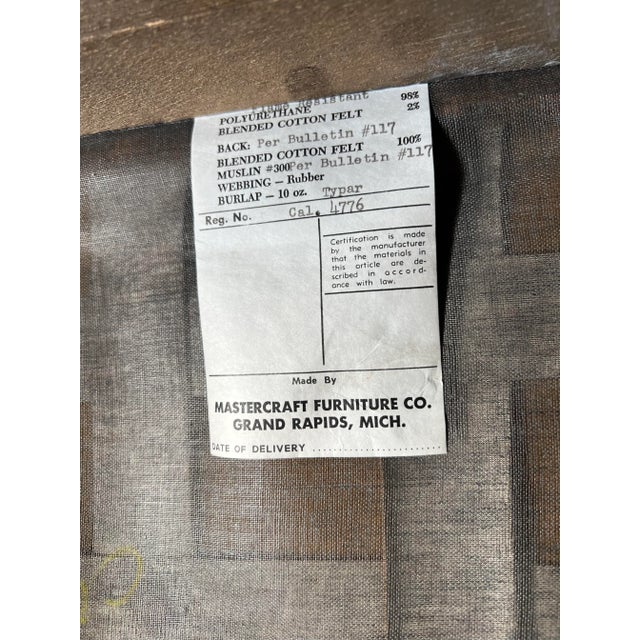 Flame Resistant
POLYURETHANE 98%
BLENDED COTTON FELT 2%
BACK: Per Bulletin #117
BLENDED COTTON FELT 100%
MUSLIN #300Per Bulletin #117
WEBBING – Rubber
BURLAP – 10 oz. Typar
Reg. No. Cal. 4776
Certification is made
by the manufacturer
that the materials in
this article are de-
scribed in accord-
ance with law.
Made By
MASTERCRAFT FURNITURE CO.
GRAND RAPIDS, MICH.
DATE OF DELIVERY ........................